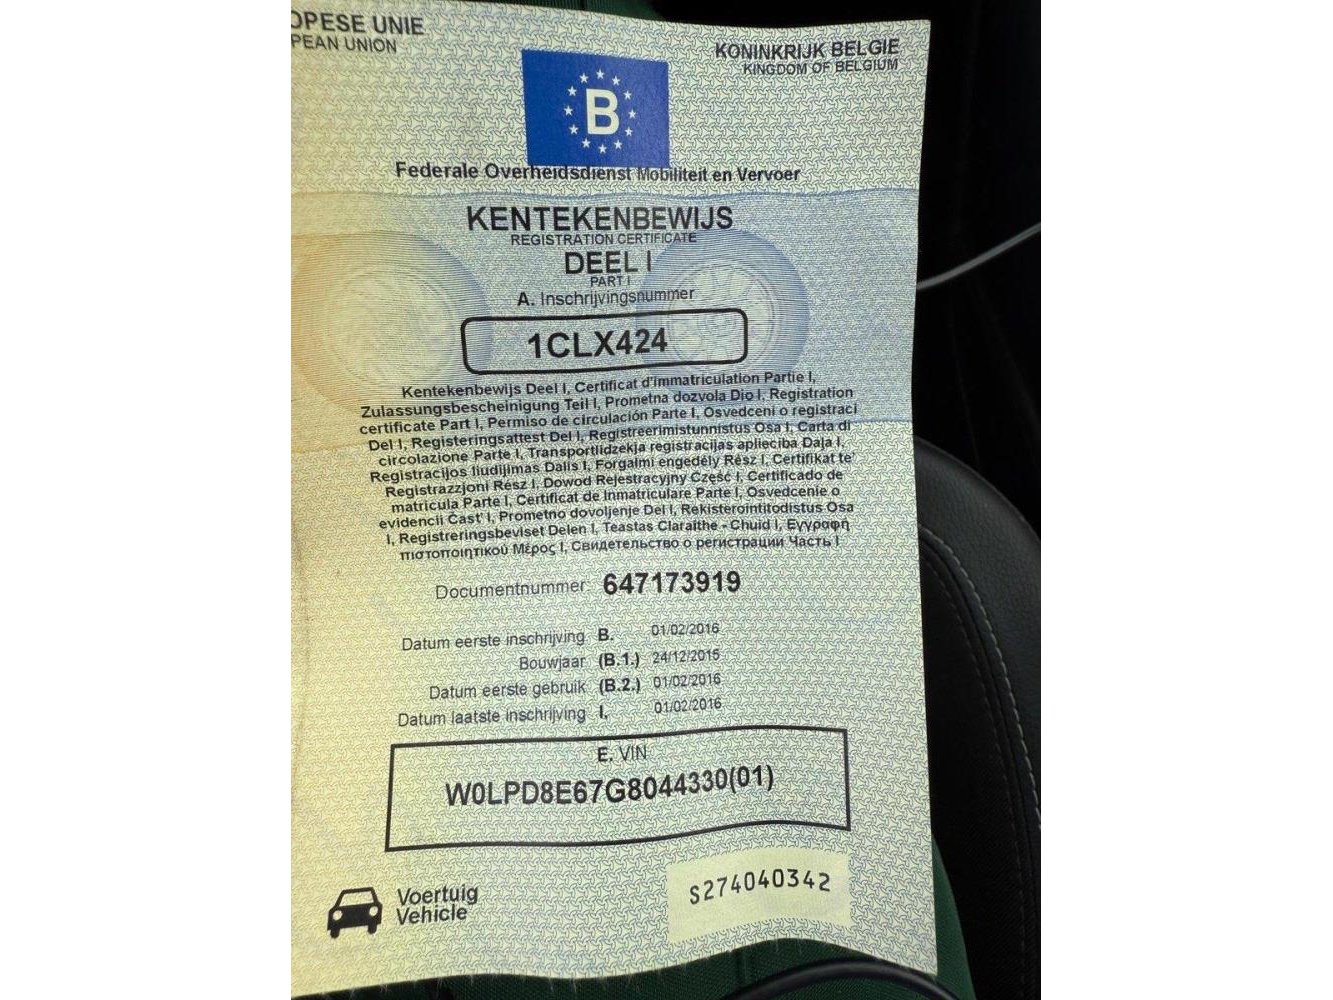 OPESE UNIE
PEAN UNION
KONINKRIJK BELGIE
KINGDOM OF BELGIUM
B
Federale Overheidsdienst Mobiliteit en Vervoer
KENTEKENBEWIJS
REGISTRATION CERTIFICATE
DEEL I
PART I
A. Inschrijvingsnummer
1CLX424
Kentekenbewijs Deel I, Certificat d'immatriculation Partie I,
Zulassungsbescheinigung Teil I, Prometna dozvola Dio I, Registration
certificate Part I, Permiso de circulación Parte I, Osvedceni o registraci
Del I, Registeringsattest Del I, Registreerimistunnistus Osa I, Carta di
circolazione Parte I, Transportlidzekja registracijas aplieciba Daļa I,
Registracijos liudijimas Dalis I, Forgalmi engedély Rész I, Certifikat ta'
Registrazzjoni Rész I, Dowod Rejestracyjny Część I, Certificado de
matricula Parte I, Certificat de Inmatriculare Parte I, Osvedcenie o
evidencii Časť I, Prometno dovoljenje Del I, Rekisterointitodistus Osa
I, Registreringsbeviset Delen I, Teastas Claraithe - Chuid I, Εγγραφη
πιστοποιητικού Μέρος I, Свидетельство о регистрации Часть I
Documentnummer 647173919
Datum eerste inschrijving B. 01/02/2016
Bouwjaar (B.1.) 24/12/2015
Datum eerste gebruik (B.2.) 01/02/2016
Datum laatste inschrijving I. 01/02/2016
E. VIN
W0LPD8E67G8044330(01)
Voertuig
Vehicle
S274040342